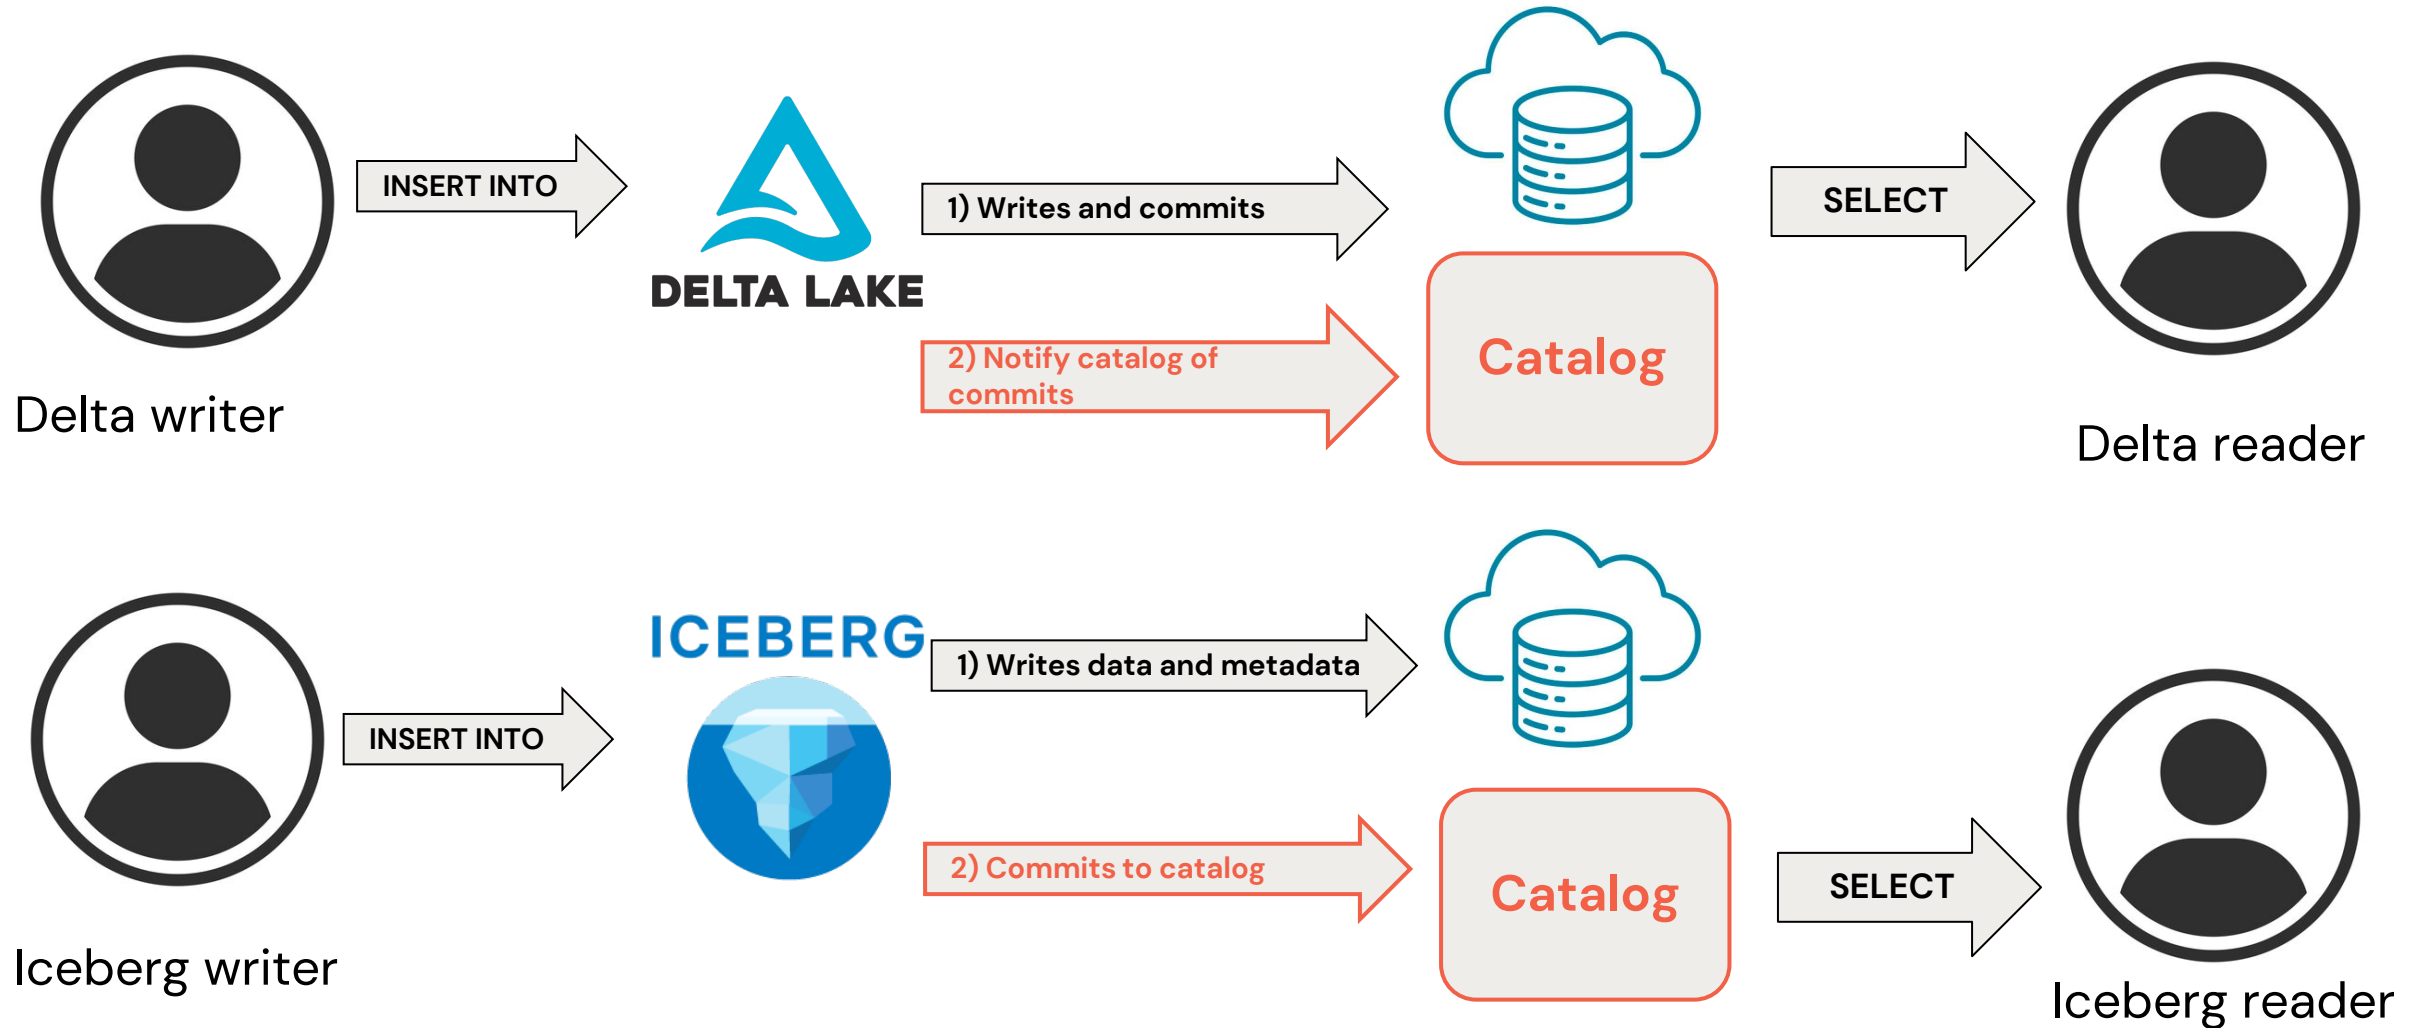 INSERT INTO
DELTA LAKE
1) Writes and commits
2) Notify catalog of
commits
Catalog
SELECT
Delta writer
Delta reader
INSERT INTO
ICEBERG
1) Writes data and metadata
2) Commits to catalog
Catalog
SELECT
Iceberg writer
Iceberg reader